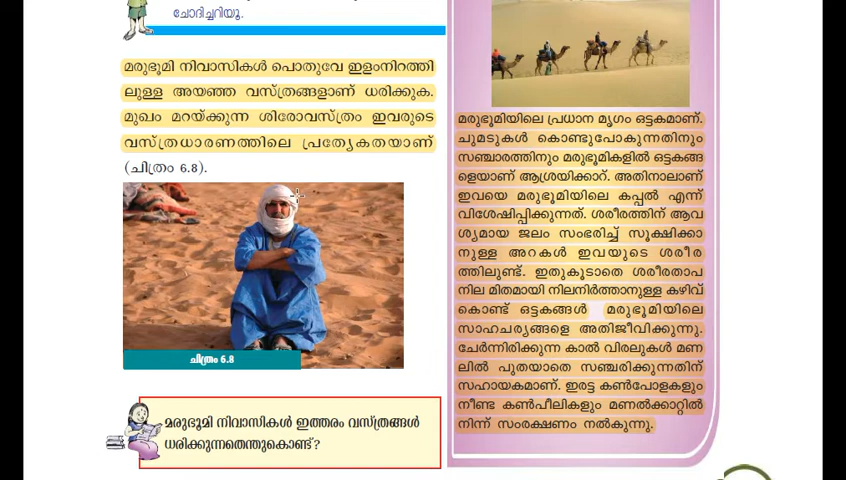 ചോദിച്ചറിയൂ.
മരുഭൂമി നിവാസികൾ പൊതുവേ ഇളംനിറത്തി
ലുള്ള അയഞ്ഞ വസ്ത്രങ്ങളാണ് ധരിക്കുക.
മുഖം മറയ്ക്കുന്ന ശിരോവസ്ത്രം ഇവരുടെ
വസ്ത്രധാരണത്തിലെ പ്രത്യേകതയാണ്
(ചിത്രം 6.8).
ചിത്രം 6.8
മരുഭൂമി നിവാസികൾ ഇത്തരം വസ്ത്രങ്ങൾ
ധരിക്കുന്നതെന്തുകൊണ്ട്?
മരുഭൂമിയിലെ പ്രധാന മൃഗം ഒട്ടകമാണ്.
ചുമടുകൾ കൊണ്ടുപോകുന്നതിനും
സഞ്ചാരത്തിനും മരുഭൂമികളിൽ ഒട്ടകങ്ങ
ളെയാണ് ആശ്രയിക്കാറ്. അതിനാലാണ്
ഇവയെ മരുഭൂമിയിലെ കപ്പൽ എന്ന്
വിശേഷിപ്പിക്കുന്നത്. ശരീരത്തിന് ആവ
ശ്യമായ ജലം സംഭരിച്ച് സൂക്ഷിക്കാ
നുള്ള അറകൾ ഇവയുടെ ശരീര
ത്തിലുണ്ട്. ഇതുകൂടാതെ ശരീരതാപ
നില മിതമായി നിലനിർത്താനുള്ള കഴിവ്
കൊണ്ട് ഒട്ടകങ്ങൾ മരുഭൂമിയിലെ
സാഹചര്യങ്ങളെ അതിജീവിക്കുന്നു.
ചേർന്നിരിക്കുന്ന കാൽ വിരലുകൾ മണ
ലിൽ പുതയാതെ സഞ്ചരിക്കുന്നതിന്
സഹായകമാണ്. ഇരട്ട കൺപോളകളും
നീണ്ട കൺപീലികളും മണൽക്കാറ്റിൽ
നിന്ന് സംരക്ഷണം നൽകുന്നു.